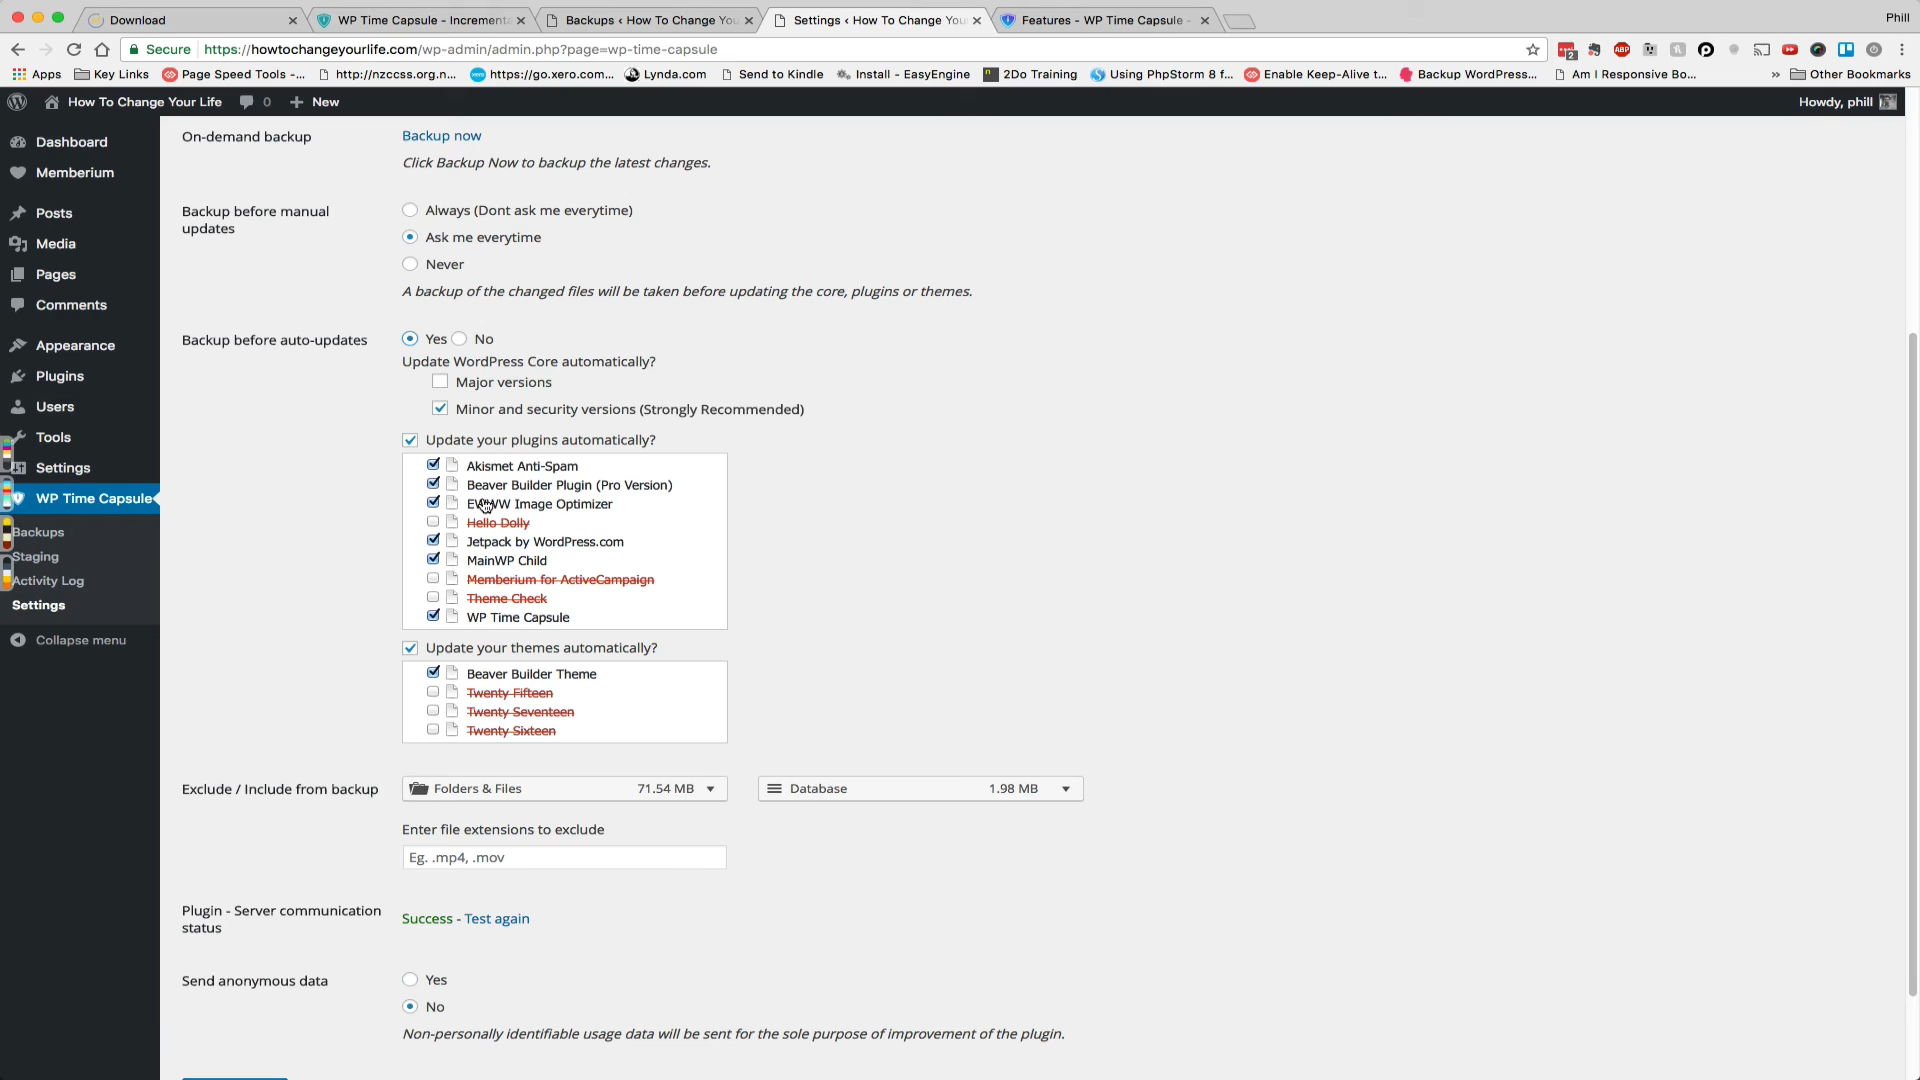 Download
WP Time Capsule - Incrementa
Backups ‹ How To Change You
Settings ‹ How To Change You
Features - WP Time Capsule -
Phill
Secure
https://howtochangeyourlife.com/wp-admin/admin.php?page=wp-time-capsule
ABP
2
Apps
Key Links
Page Speed Tools -...
http://nzccss.org.n...
https://go.xero.com...
Lynda.com
Send to Kindle
Install - EasyEngine
2Do Training
Using PhpStorm 8 f...
Enable Keep-Alive t...
Backup WordPress...
Am I Responsive Bo...
»
Other Bookmarks
How To Change Your Life
0
New
Howdy, phill
Dashboard
Memberium
Posts
Media
Pages
Comments
Appearance
Plugins
Users
Tools
Settings
WP Time Capsule
Backups
Staging
Activity Log
Settings
Collapse menu
On-demand backup
Backup now
Click Backup Now to backup the latest changes.
Backup before manual
updates
Always (Dont ask me everytime)
Ask me everytime
Never
A backup of the changed files will be taken before updating the core, plugins or themes.
Backup before auto-updates
Yes
No
Update WordPress Core automatically?
Major versions
Minor and security versions (Strongly Recommended)
Update your plugins automatically?
Akismet Anti-Spam
Beaver Builder Plugin (Pro Version)
EWWW Image Optimizer
Hello Dolly
Jetpack by WordPress.com
MainWP Child
Memberium for ActiveCampaign
Theme Check
WP Time Capsule
Update your themes automatically?
Beaver Builder Theme
Twenty Fifteen
Twenty Seventeen
Twenty Sixteen
Exclude / Include from backup
Folders & Files 71.54 MB
Database 1.98 MB
Enter file extensions to exclude
Eg. .mp4, .mov
Plugin - Server communication
status
Success - Test again
Send anonymous data
Yes
No
Non-personally identifiable usage data will be sent for the sole purpose of improvement of the plugin.